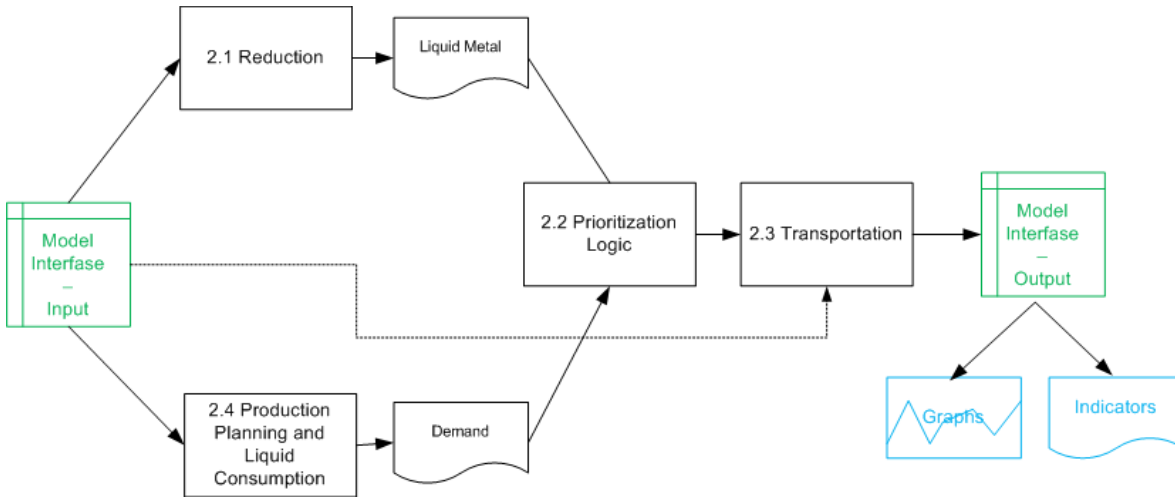 2.1 Reduction
Liquid Metal
Model
Interfase
–
Input
2.2 Prioritization
Logic
2.3 Transportation
Model
Interfase
–
Output
2.4 Production
Planning and
Liquid
Consumption
Demand
Graphs
Indicators